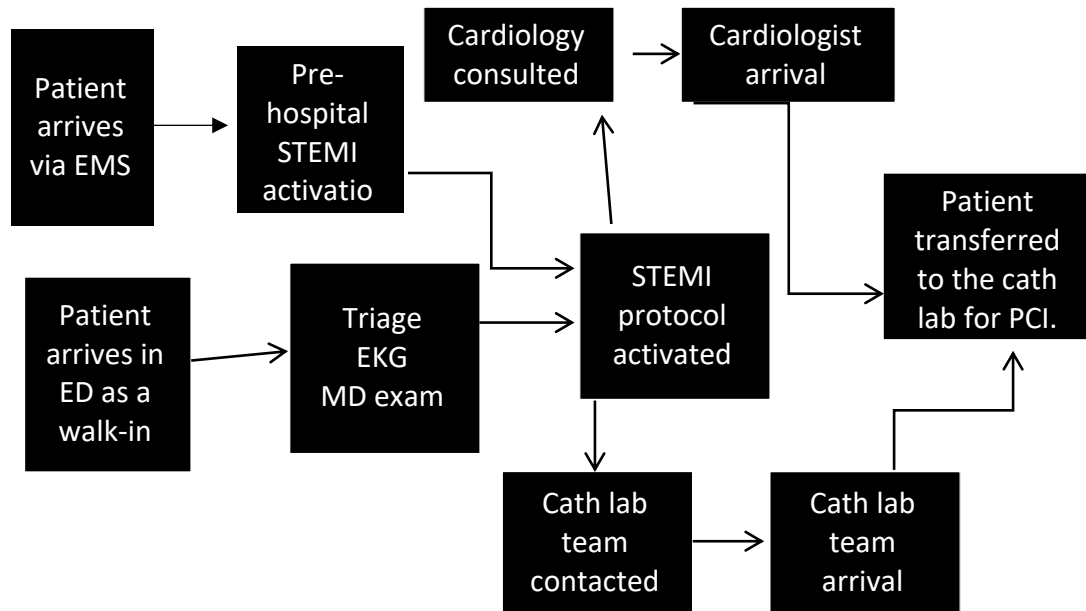 Patient
arrives
via EMS
Pre-
hospital
STEMI
activatio
Cardiology
consulted
Cardiologist
arrival
Patient
arrives in
ED as a
walk-in
Triage
EKG
MD exam
STEMI
protocol
activated
Patient
transferred
to the cath
lab for PCI.
Cath lab
team
contacted
Cath lab
team
arrival